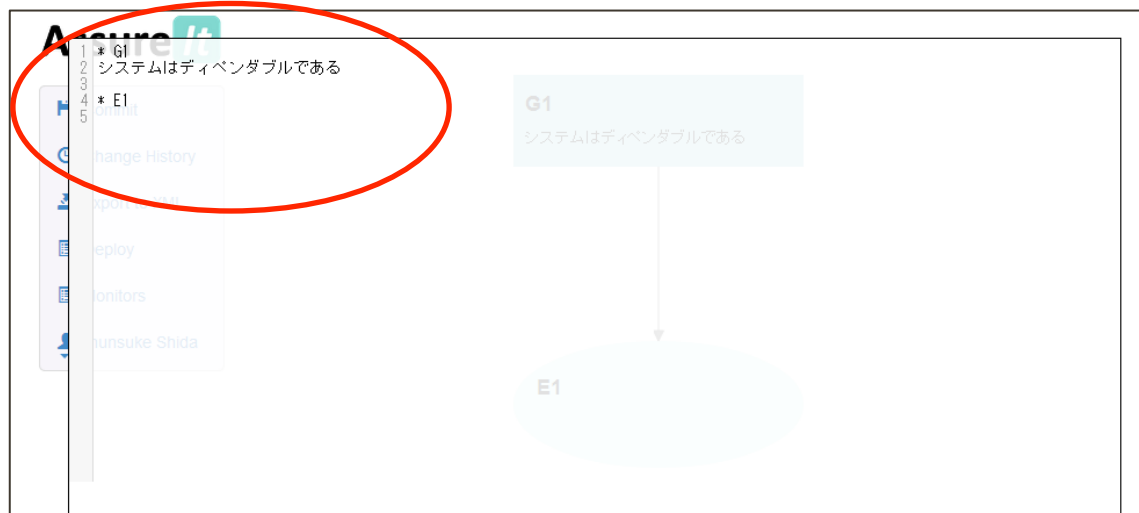 Assure It
1 * G1
2 システムはディペンダブルである
3
4 * E1
5
Commit
Change History
Deploy
Monitors
Shunsuke Shida
G1
システムはディペンダブルである
E1